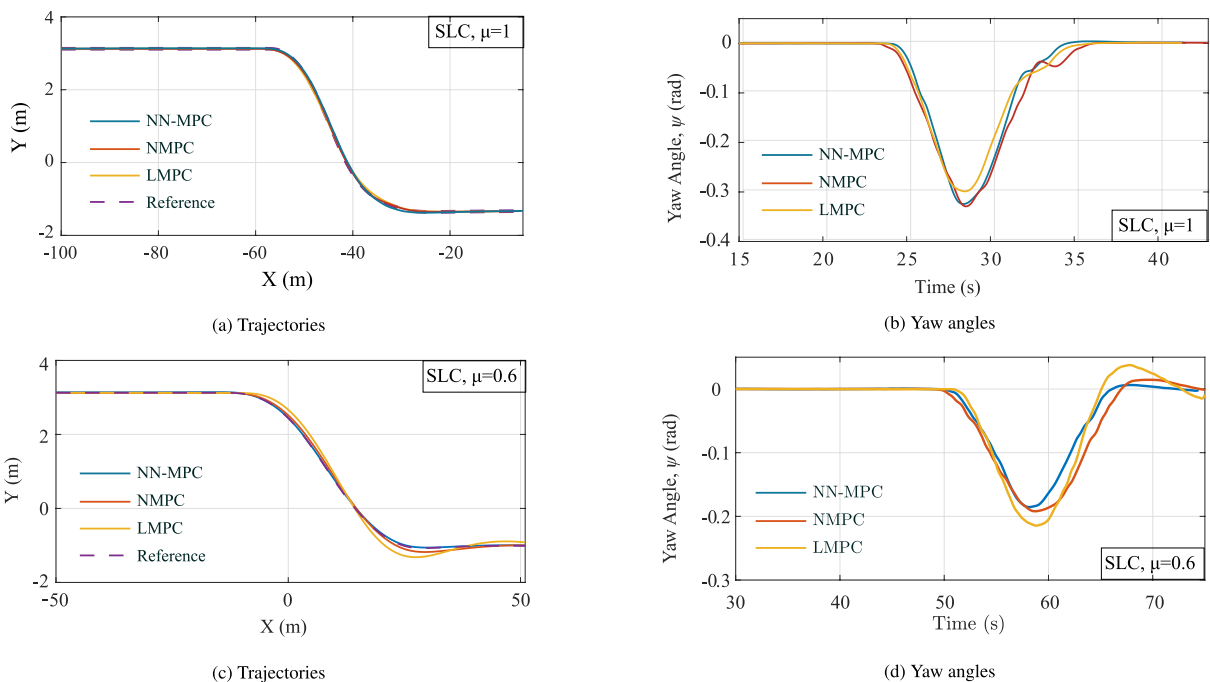 4
2
0
-2
Y (m)
SLC, μ=1
NN-MPC
NMPC
LMPC
Reference
-100
-80
-60
-40
-20
X (m)
(a) Trajectories
0
-0.1
-0.2
-0.3
-0.4
Yaw Angle, ψ (rad)
NN-MPC
NMPC
LMPC
SLC, μ=1
15
20
25
30
35
40
Time (s)
(b) Yaw angles
4
2
0
-2
Y (m)
SLC, μ=0.6
NN-MPC
NMPC
LMPC
Reference
-50
0
50
X (m)
(c) Trajectories
0
-0.1
-0.2
-0.3
Yaw Angle, ψ (rad)
NN-MPC
NMPC
LMPC
SLC, μ=0.6
30
40
50
60
70
Time (s)
(d) Yaw angles